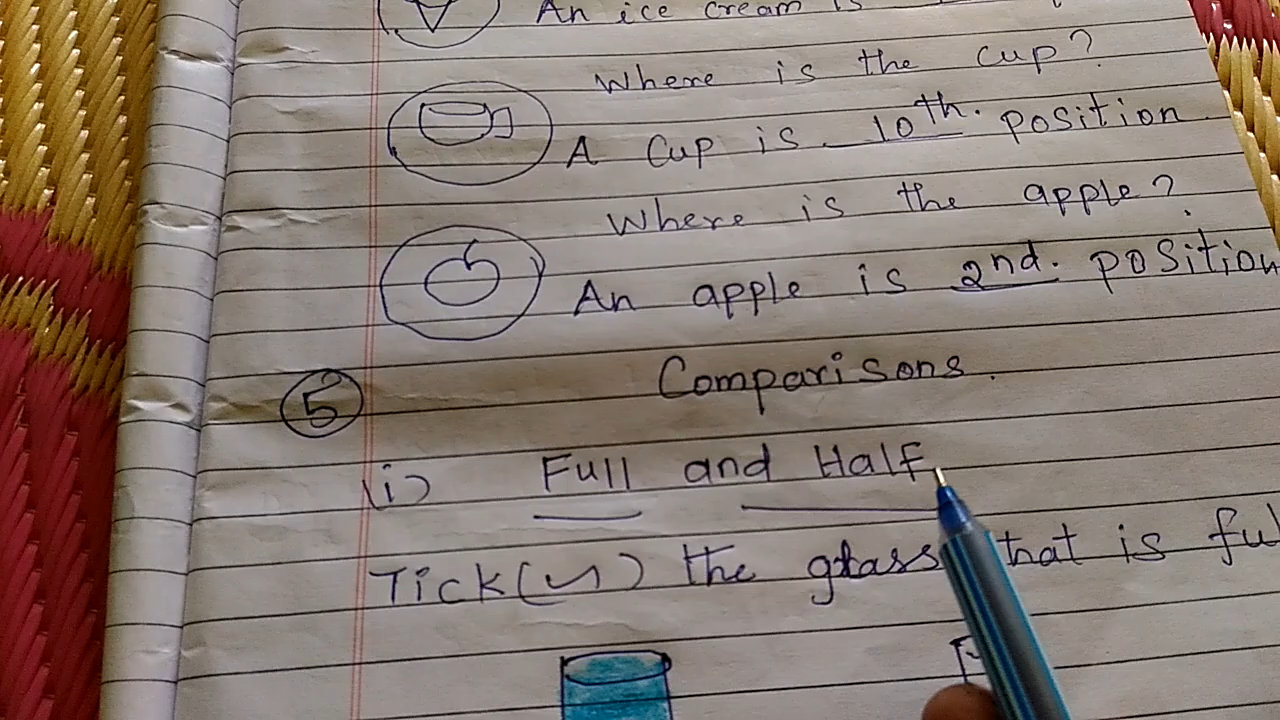 An ice cream is
Where is the cup?
A Cup is 10th. position
Where is the apple?
An apple is 2nd. position
5 Comparisons.
(i) Full and Half
Tick(✓) the glass that is ful